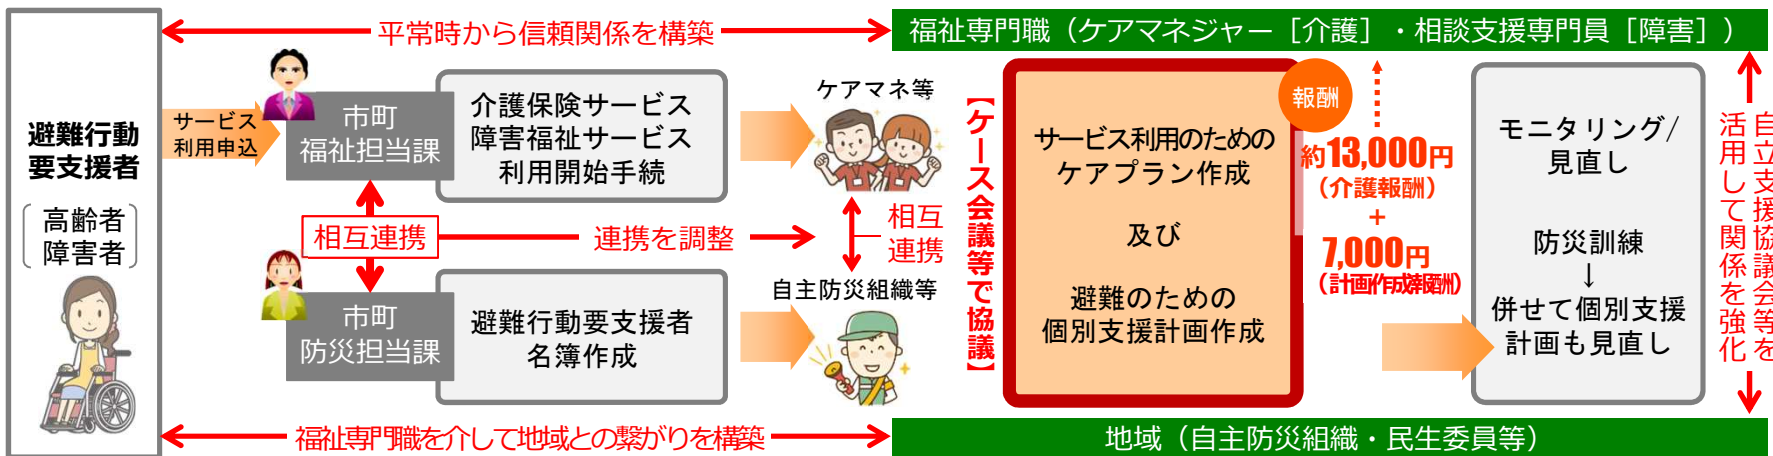 平常時から信頼関係を構築
福祉専門職（ケアマネジャー［介護］・相談支援専門員［障害］）
避難行動
要支援者
高齢者
障害者
サービス
利用申込
市町
福祉担当課
介護保険サービス
障害福祉サービス
利用開始手続
ケアマネ等
相互連携
連携を調整
相互
連携
市町
防災担当課
避難行動要支援者
名簿作成
自主防災組織等
【ケース会議等で協議】
サービス利用のための
ケアプラン作成
及び
避難のための
個別支援計画作成
報酬
約13,000円
（介護報酬）
+
7,000円
（計画作成報酬）
モニタリング/
見直し
防災訓練
↓
併せて個別支援
計画も見直し
自立支援協議会等を
活用して関係を強化
福祉専門職を介して地域との繋がりを構築
地域（自主防災組織・民生委員等）